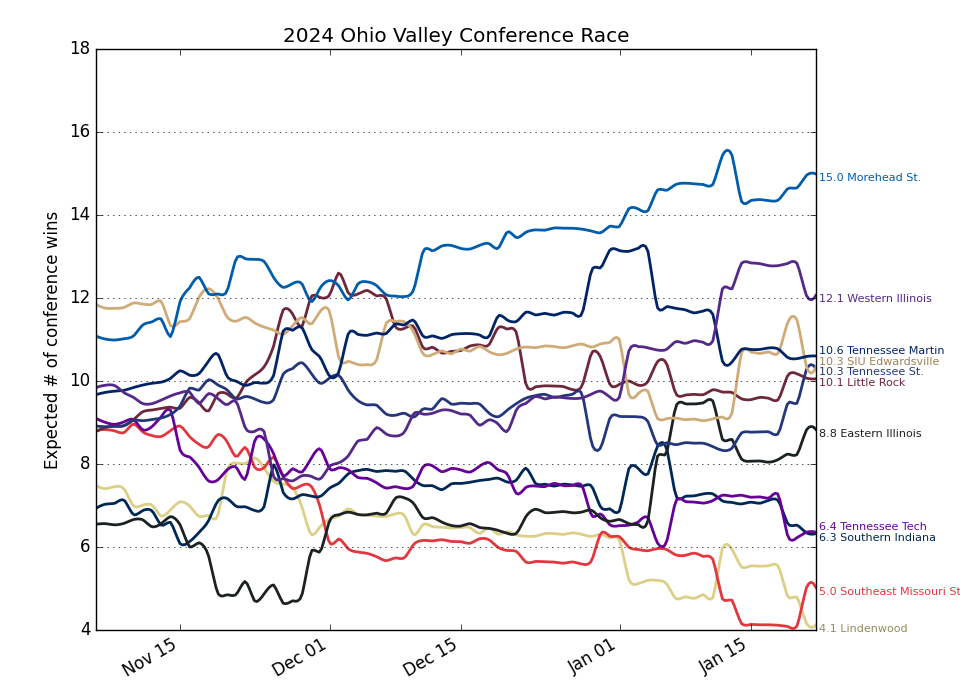 2024 Ohio Valley Conference Race
Expected # of conference wins
18
16
14
12
10
8
6
4
Nov 15
Dec 01
Dec 15
Jan 01
Jan 15
15.0 Morehead St.
12.1 Western Illinois
10.6 Tennessee Martin
10.3 SIU Edwardsville
10.3 Tennessee St.
10.1 Little Rock
8.8 Eastern Illinois
6.4 Tennessee Tech
6.3 Southern Indiana
5.0 Southeast Missouri St
4.1 Lindenwood